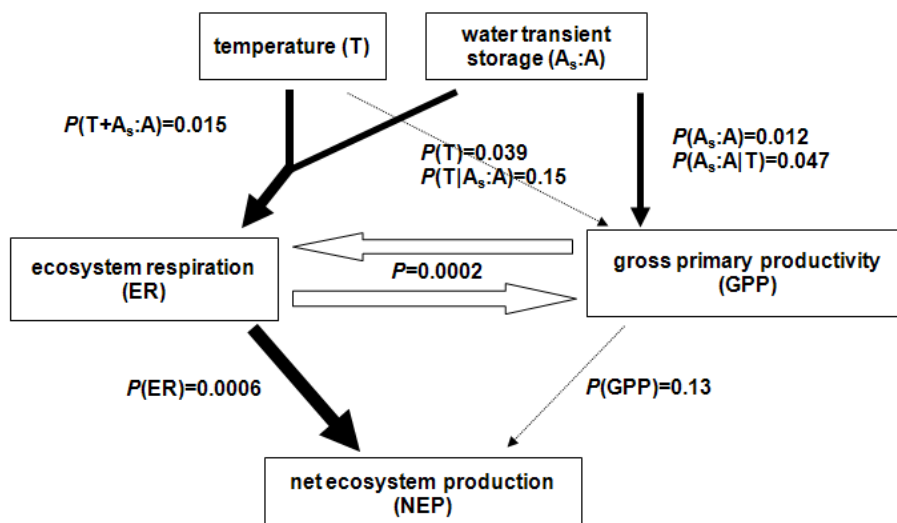 temperature (T)
water transient
storage (Aₛ:A)
P(T+Aₛ:A)=0.015
P(Aₛ:A)=0.012
P(Aₛ:A|T)=0.047
P(T)=0.039
P(T|Aₛ:A)=0.15
ecosystem respiration
(ER)
P=0.0002
gross primary productivity
(GPP)
P(ER)=0.0006
P(GPP)=0.13
net ecosystem production
(NEP)